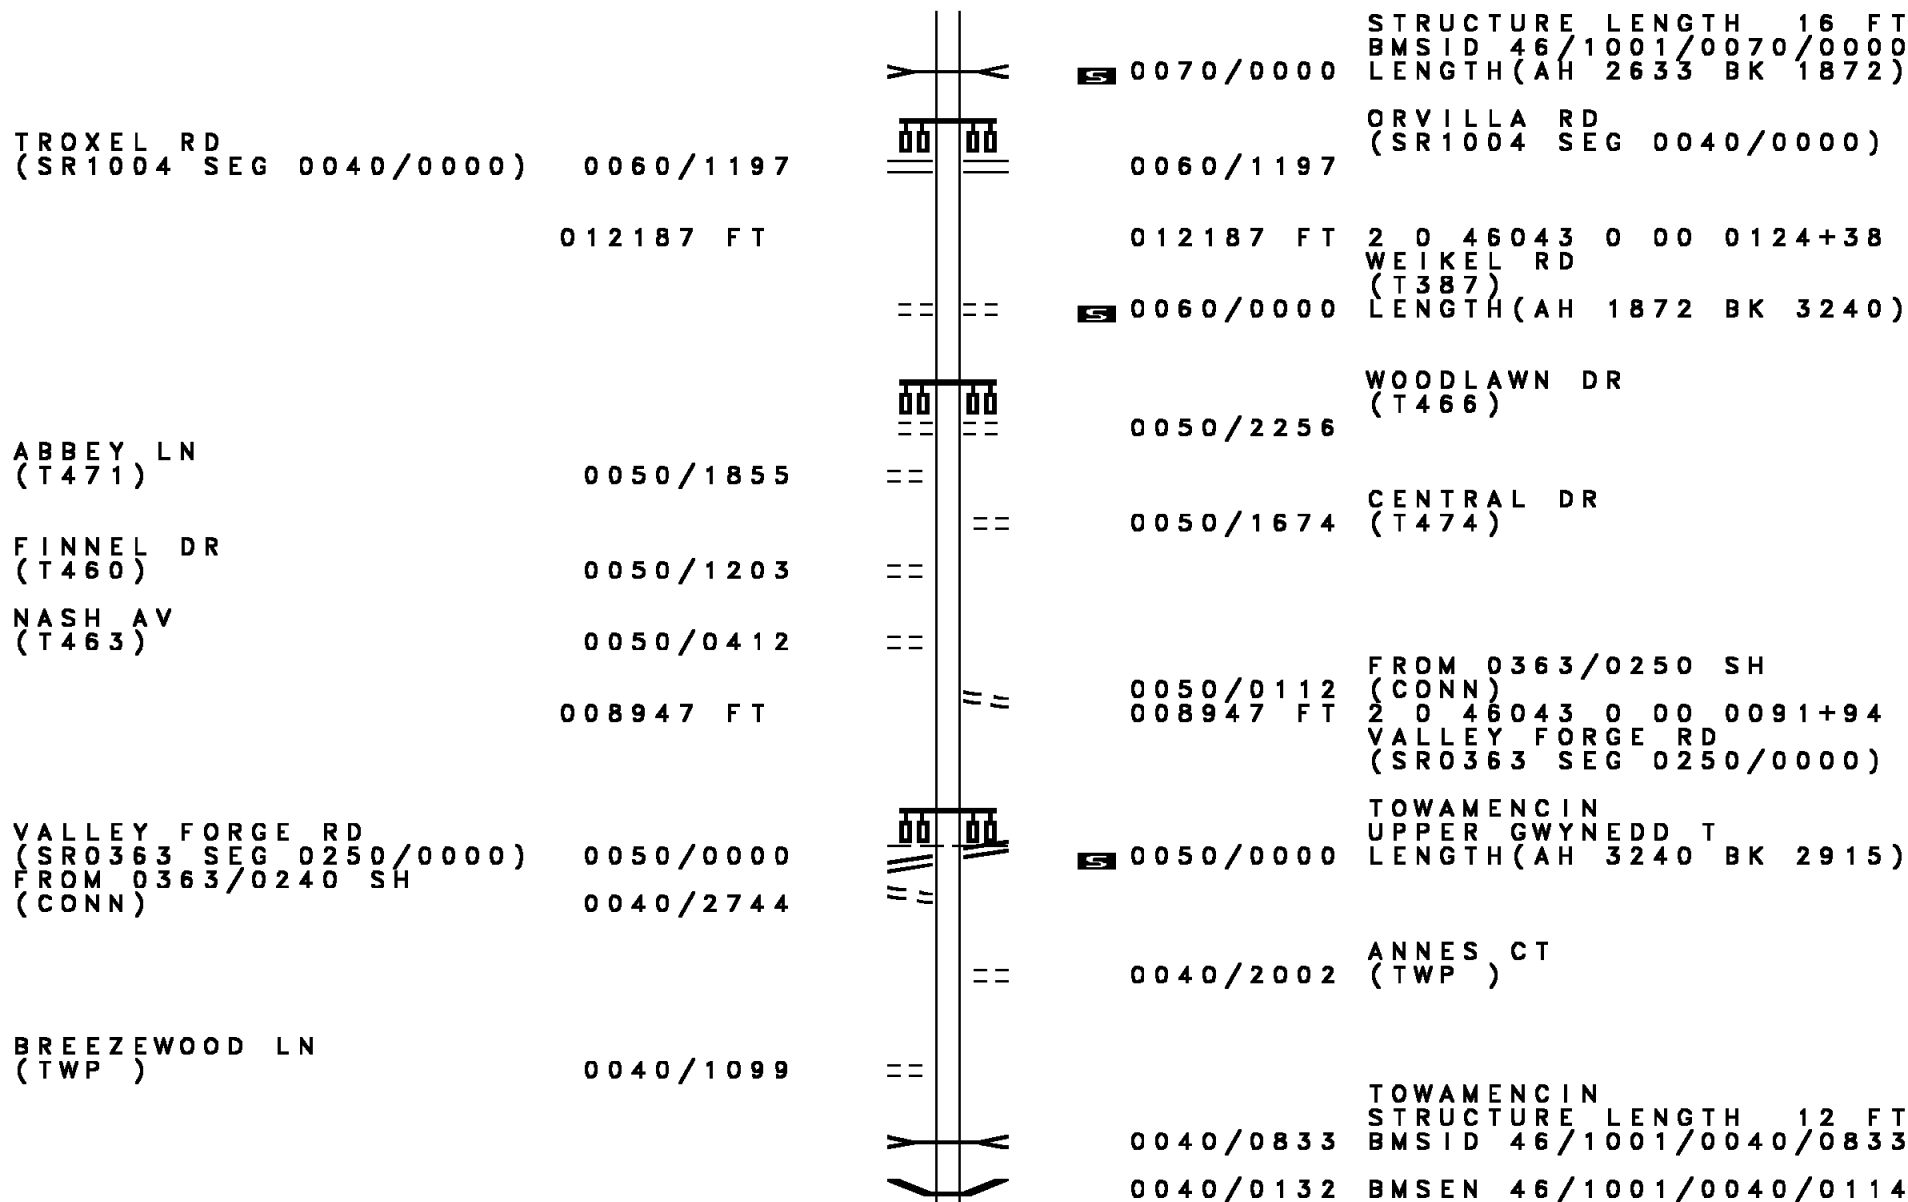 STRUCTURE LENGTH 16 FT
BMSID 46/1001/0070/0000
S 0070/0000 LENGTH(AH 2633 BK 1872)
ORVILLA RD
TROXEL RD (SR1004 SEG 0040/0000)
(SR1004 SEG 0040/0000) 0060/1197 0060/1197
012187 FT 012187 FT 2 0 46043 0 00 0124+38
WEIKEL RD
(T387)
S 0060/0000 LENGTH(AH 1872 BK 3240)
WOODLAWN DR
(T466)
0050/2256
ABBEY LN
(T471) 0050/1855
CENTRAL DR
0050/1674 (T474)
FINNEL DR
(T460) 0050/1203
NASH AV
(T463) 0050/0412
FROM 0363/0250 SH
0050/0112 (CONN)
008947 FT 008947 FT 2 0 46043 0 00 0091+94
VALLEY FORGE RD
(SR0363 SEG 0250/0000)
TOWAMENCIN
VALLEY FORGE RD UPPER GWYNEDD T
(SR0363 SEG 0250/0000) 0050/0000 S 0050/0000 LENGTH(AH 3240 BK 2915)
FROM 0363/0240 SH
(CONN) 0040/2744
ANNES CT
0040/2002 (TWP )
BREEZEWOOD LN
(TWP ) 0040/1099
TOWAMENCIN
STRUCTURE LENGTH 12 FT
0040/0833 BMSID 46/1001/0040/0833
0040/0132 BMSEN 46/1001/0040/0114